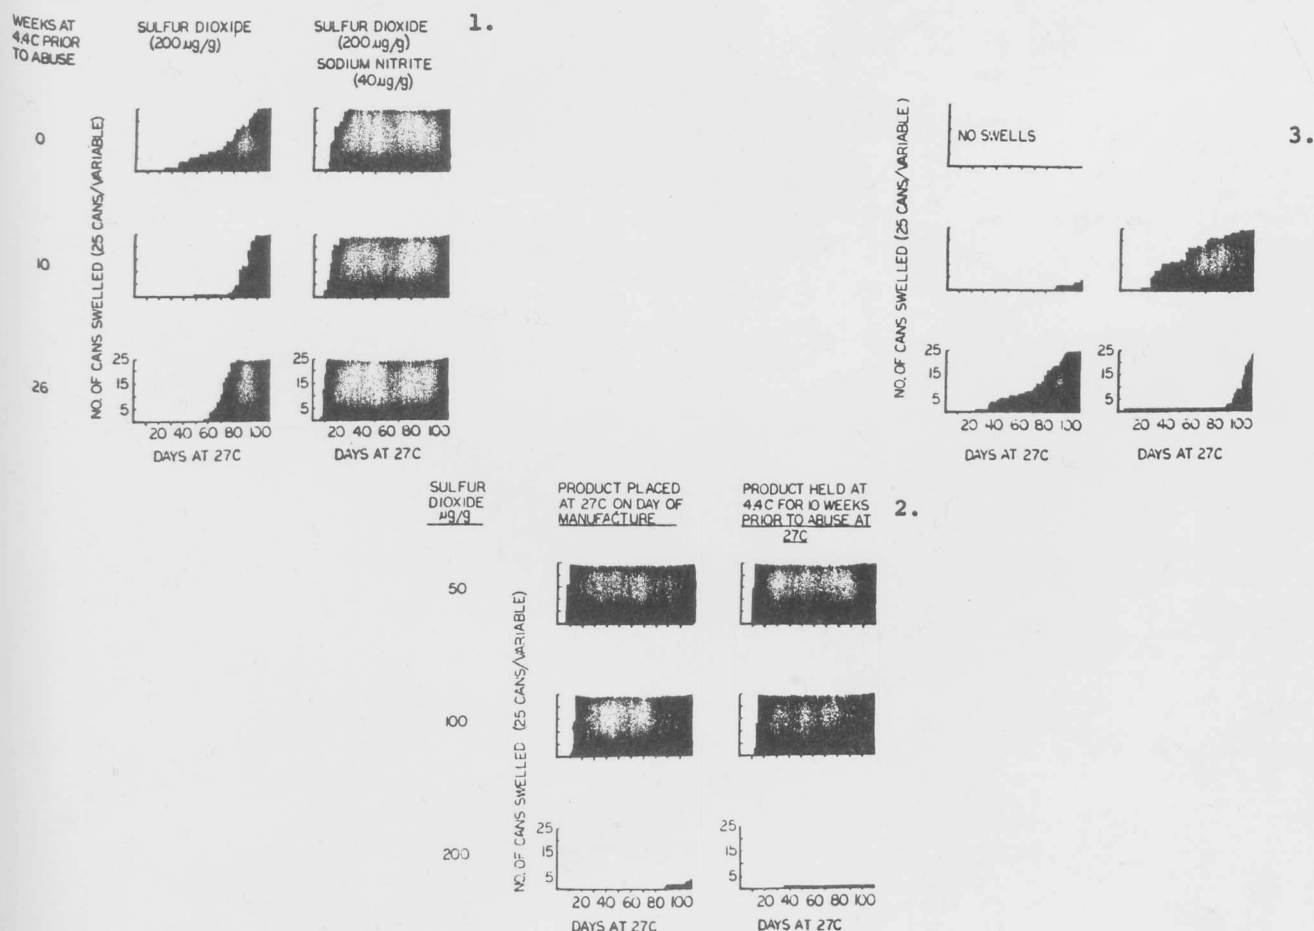 WEEKS AT
4.4C PRIOR
TO ABUSE
SULFUR DIOXIDE
(200 µg/g)
SULFUR DIOXIDE
(200 µg/g)
SODIUM NITRITE
(40 µg/g)
1.
0
10
26
NO. OF CANS SWELLED (25 CANS/VARIABLE)
25
15
5
25
15
5
20 40 60 80 100
20 40 60 80 100
DAYS AT 27C
DAYS AT 27C
3.
NO. OF CANS SWELLED (25 CANS/VARIABLE)
NO SWELLS
25
15
5
25
15
5
20 40 60 80 100
20 40 60 80 100
DAYS AT 27C
DAYS AT 27C
SULFUR
DIOXIDE
µg/g
PRODUCT PLACED
AT 27C ON DAY OF
MANUFACTURE
PRODUCT HELD AT
4.4C FOR 10 WEEKS
PRIOR TO ABUSE AT
27C
2.
50
100
200
NO. OF CANS SWELLED (25 CANS/VARIABLE)
25
15
5
25
15
5
20 40 60 80 100
20 40 60 80 100
DAYS AT 27C
DAYS AT 27C